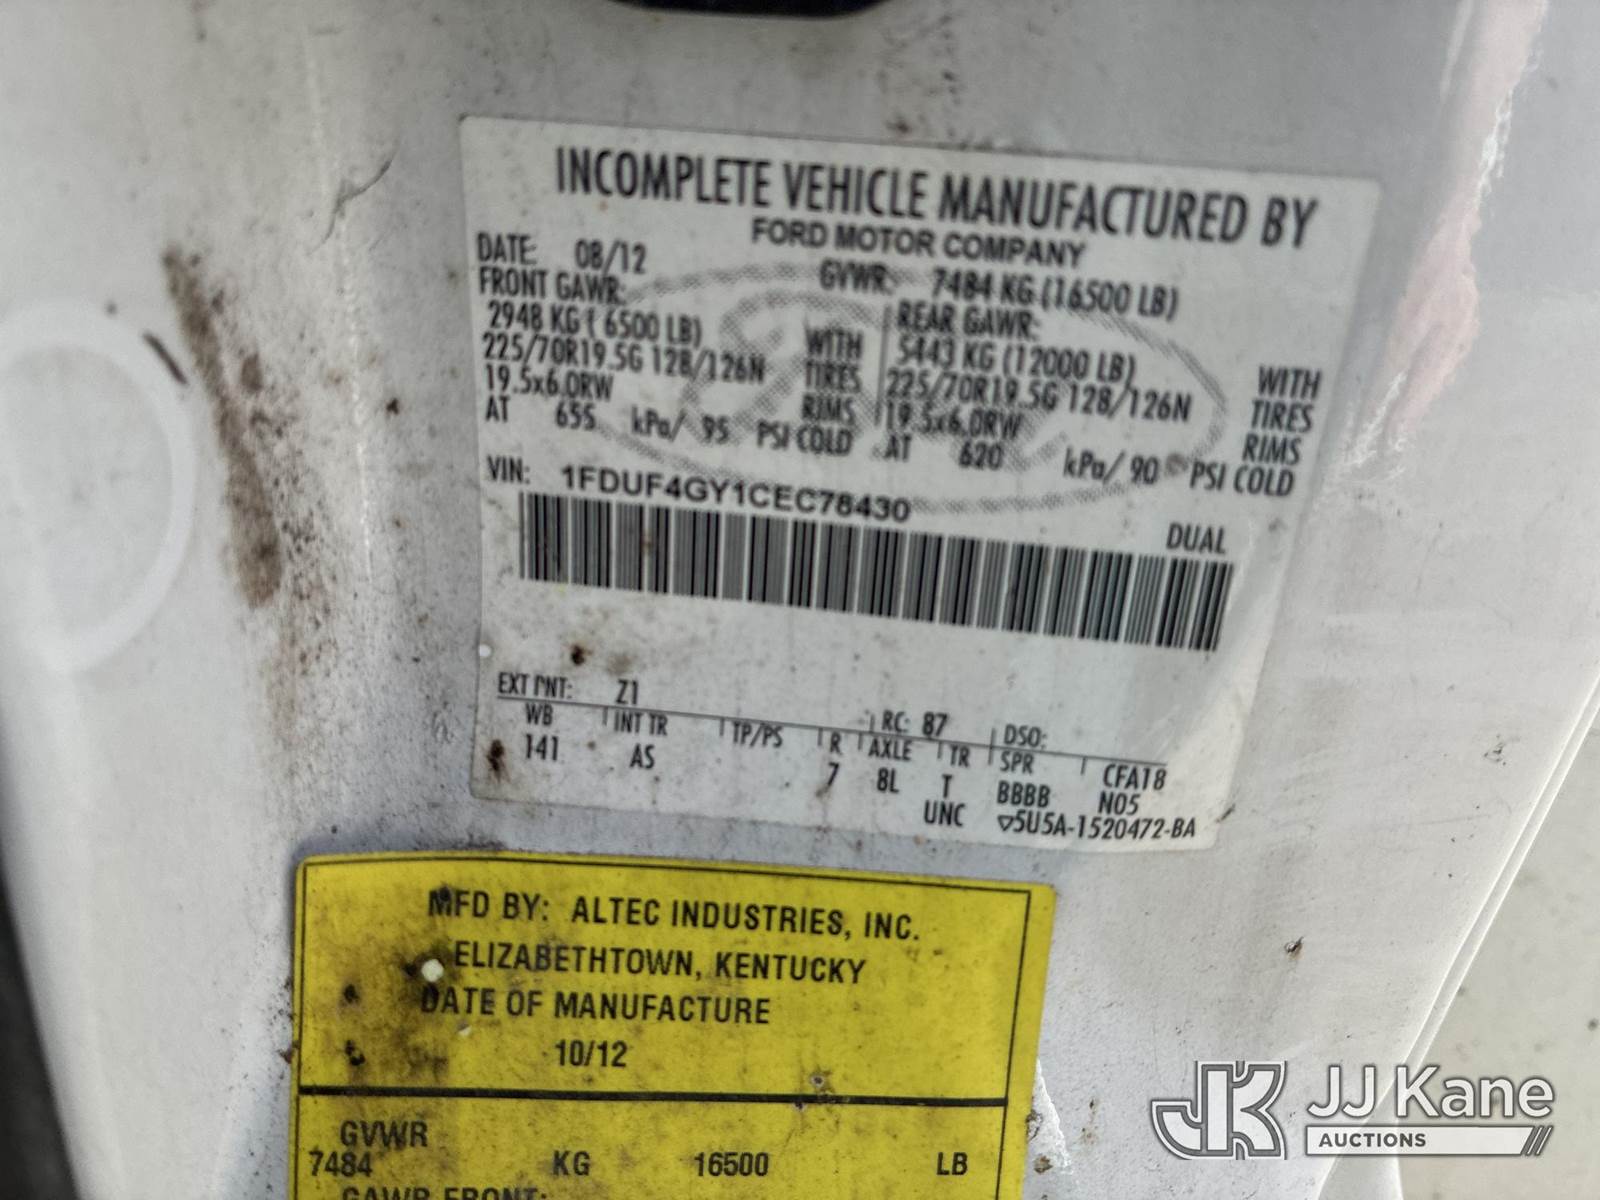 INCOMPLETE VEHICLE MANUFACTURED BY
FORD MOTOR COMPANY
DATE: 08/12 GVWR: 7484 KG (16500 LB)
FRONT GAWR: REAR GAWR:
2948 KG ( 6500 LB) WITH 5443 KG (12000 LB) WITH
225/70R19.5G 128/126N TIRES 225/70R19.5G 128/126N TIRES
19.5x6.0RW RIMS 19.5x6.0RW RIMS
AT 655 kPa/ 95 PSI COLD AT 620 kPa/ 90 PSI COLD
VIN: 1FDUF4GY1CEC78430
DUAL
EXT PNT: Z1 RC: 87 DSO:
WB INT TR TP/PS R AXLE TR SPR CFA18
141 AS 7 8L T BBBB N05
UNC ▽5U5A-1520472-BA
MFD BY: ALTEC INDUSTRIES, INC.
ELIZABETHTOWN, KENTUCKY
DATE OF MANUFACTURE
10/12
GVWR
7484 KG 16500 LB
GAWR FRONT:
JK JJ Kane
AUCTIONS